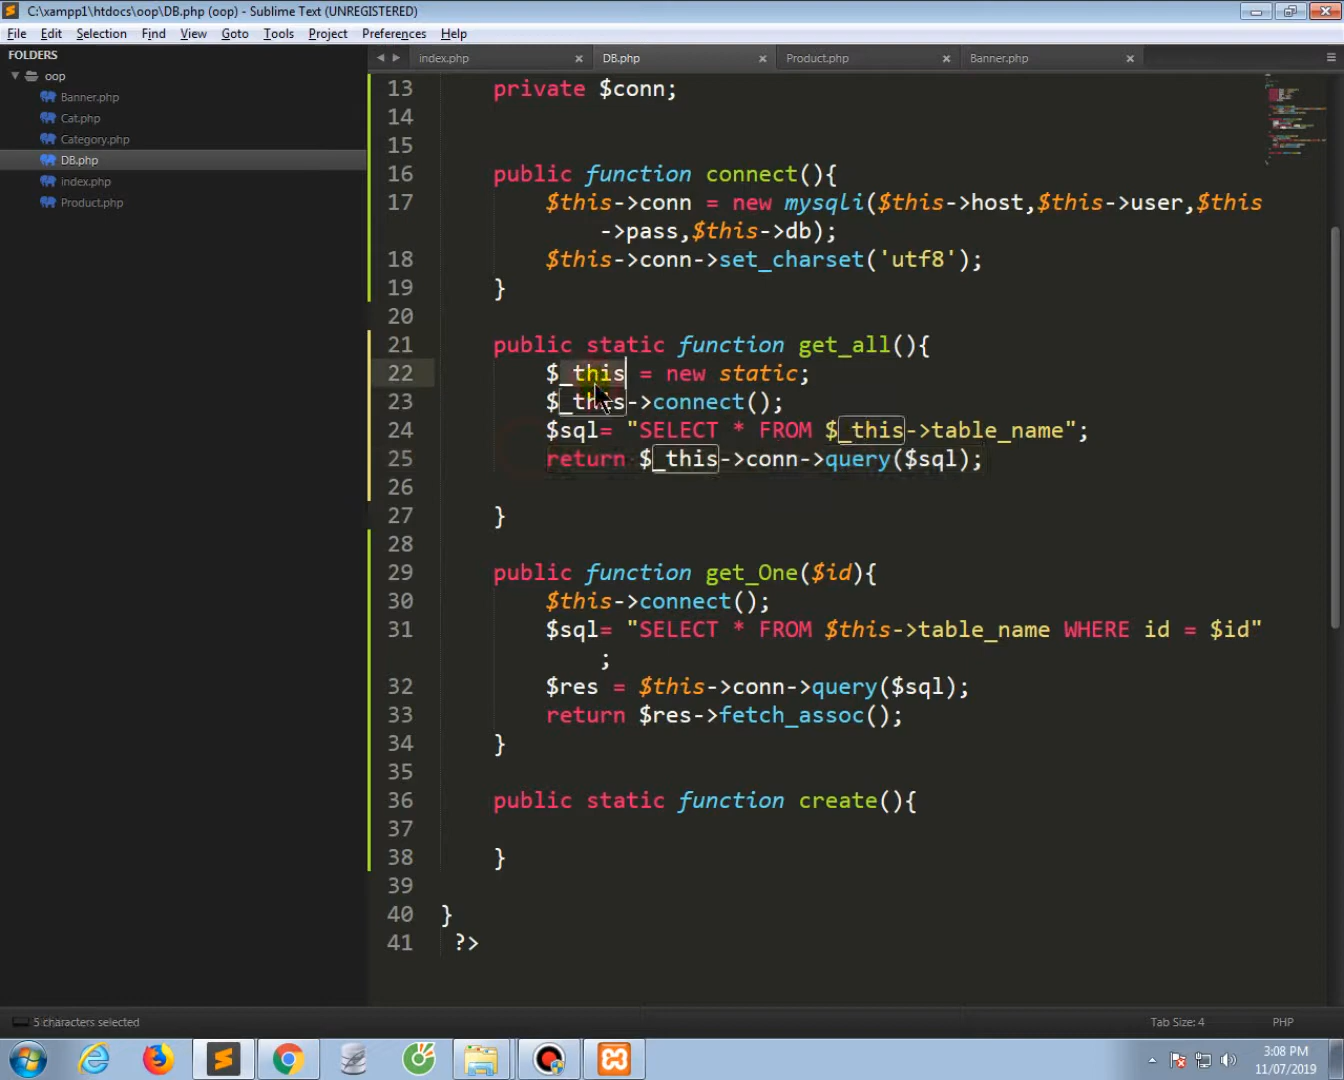 C:\xampp1\htdocs\oop\DB.php (oop) - Sublime Text (UNREGISTERED)
File Edit Selection Find View Goto Tools Project Preferences Help
FOLDERS
oop
Banner.php
Cat.php
Category.php
DB.php
index.php
Product.php
index.php DB.php Product.php Banner.php
13 private $conn;
14
15
16 public function connect(){
17 $this->conn = new mysqli($this->host,$this->user,$this
->pass,$this->db);
18 $this->conn->set_charset('utf8');
19 }
20
21 public static function get_all(){
22 $_this = new static;
23 $_this->connect();
24 $sql= "SELECT * FROM $_this->table_name";
25 return $_this->conn->query($sql);
26
27 }
28
29 public function get_One($id){
30 $this->connect();
31 $sql= "SELECT * FROM $this->table_name WHERE id = $id"
;
32 $res = $this->conn->query($sql);
33 return $res->fetch_assoc();
34 }
35
36 public static function create(){
37
38 }
39
40 }
41 ?>
5 characters selected
Tab Size: 4
PHP
3:08 PM
11/07/2019